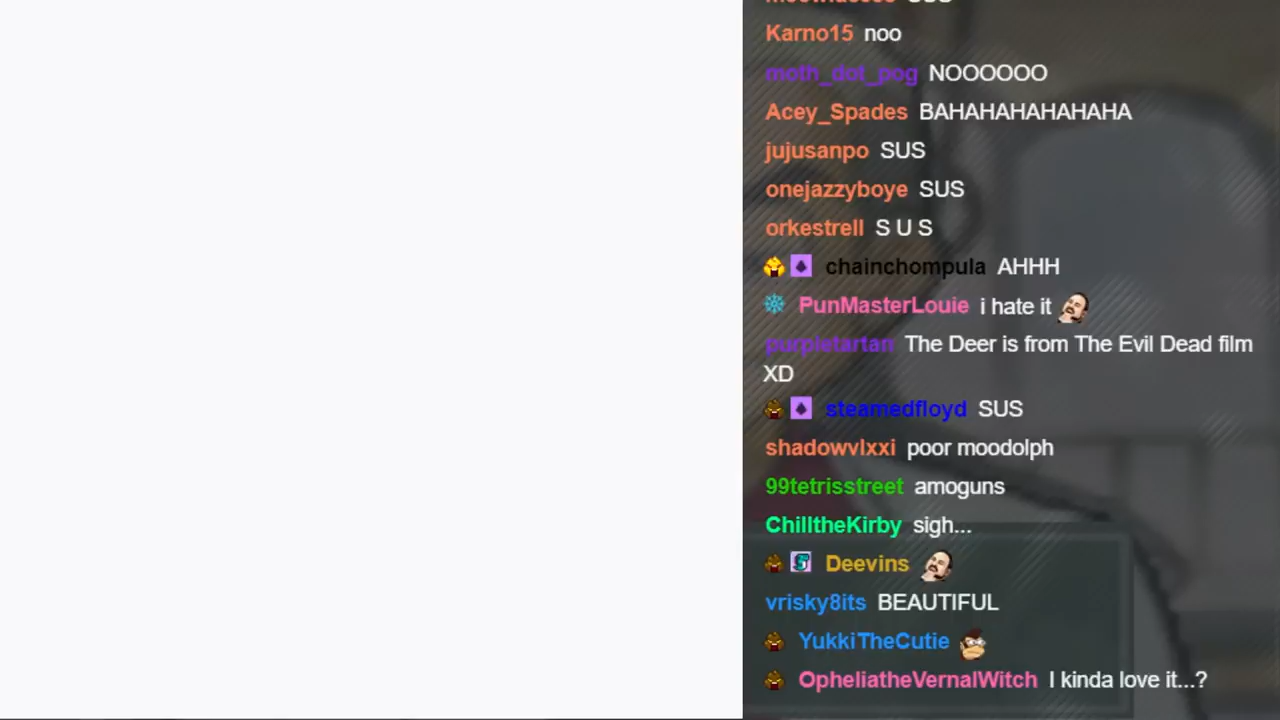 Karno15 noo
moth_dot_pog NOOOOOO
Acey_Spades BAHAHAHAHAHAHA
jujusanpo SUS
onejazzyboye SUS
orkestrell S U S
chainchompula AHHH
PunMasterLouie i hate it
purpletartan The Deer is from The Evil Dead film
XD
steamedfloyd SUS
shadowvlxxi poor moodolph
99tetrisstreet amoguns
ChilltheKirby sigh...
Deevins
vrisky8its BEAUTIFUL
YukkiTheCutie
OpheliatheVernalWitch I kinda love it...?